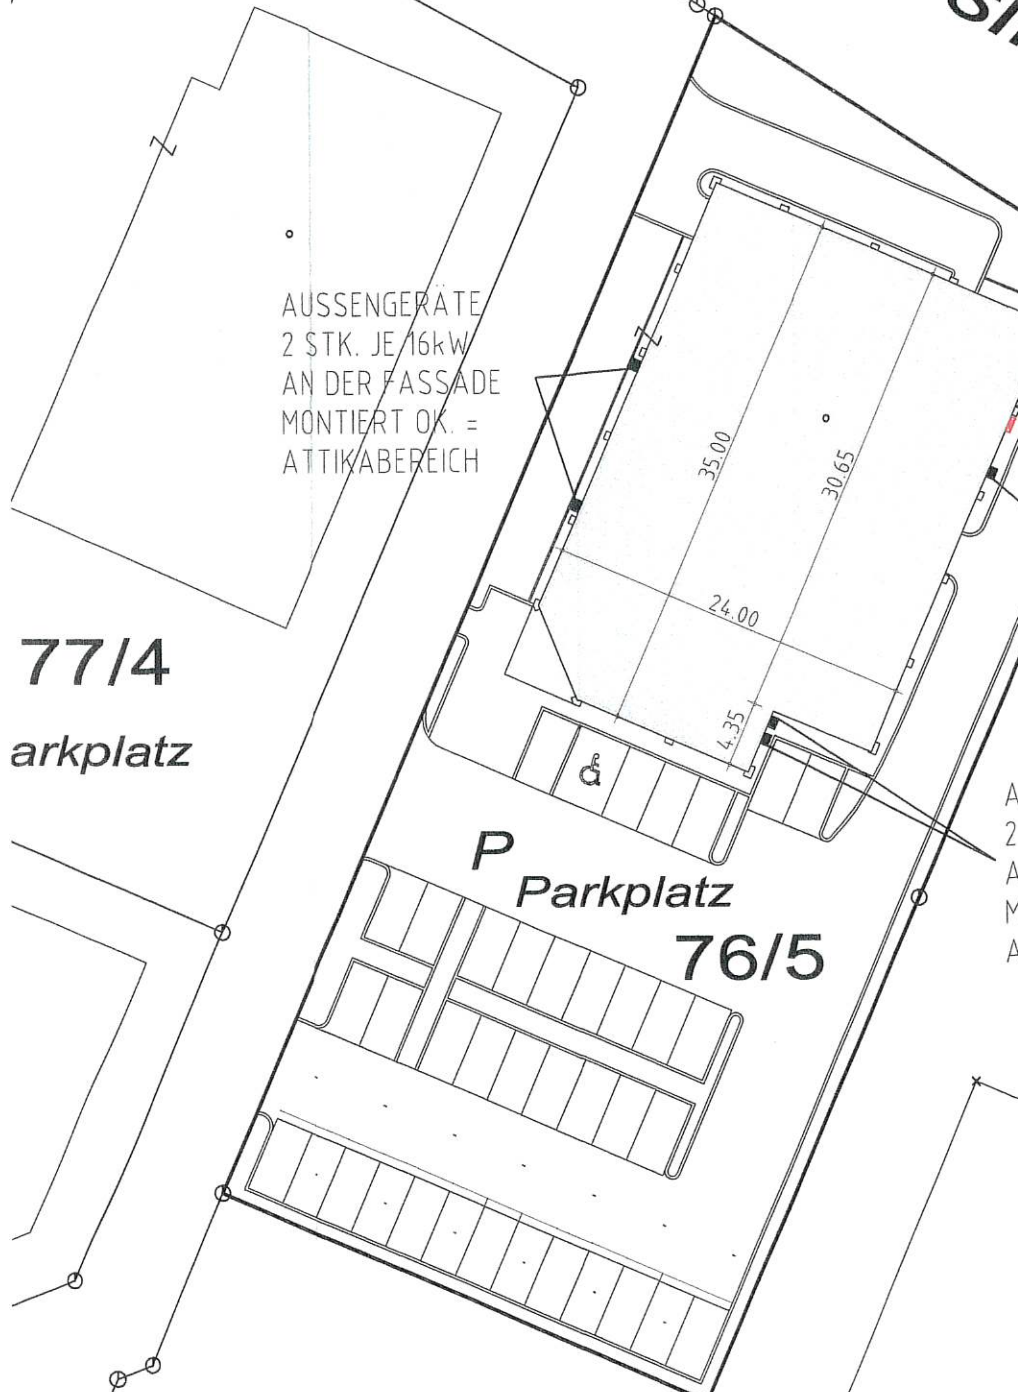 AUSSENGERÄTE
2 STK. JE 16kW
AN DER FASSADE
MONTIERT OK. =
ATTIKABEREICH
35.00
30.65
24.00
4.35
77/4
arkplatz
P
Parkplatz
76/5
A
2
A
M
A